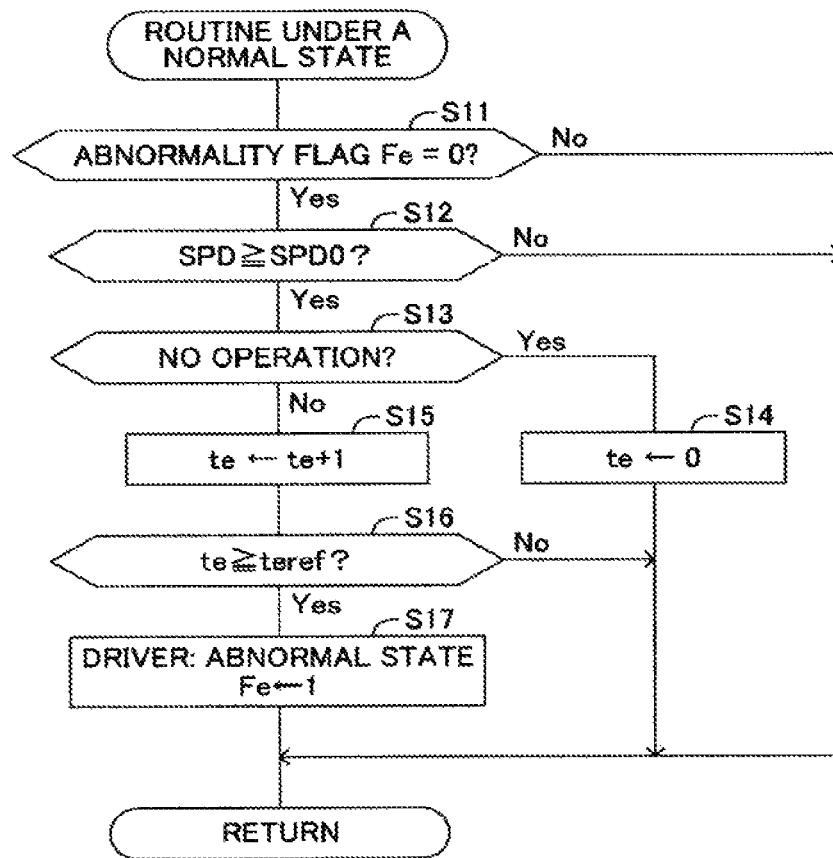 ROUTINE UNDER A
NORMAL STATE
S11
ABNORMALITY FLAG Fe = 0?
No
Yes
S12
SPD≧SPD0?
No
Yes
S13
NO OPERATION?
Yes
No
S15
te ← te+1
S14
te ← 0
S16
te≧teref?
No
Yes
S17
DRIVER: ABNORMAL STATE
Fe←1
RETURN